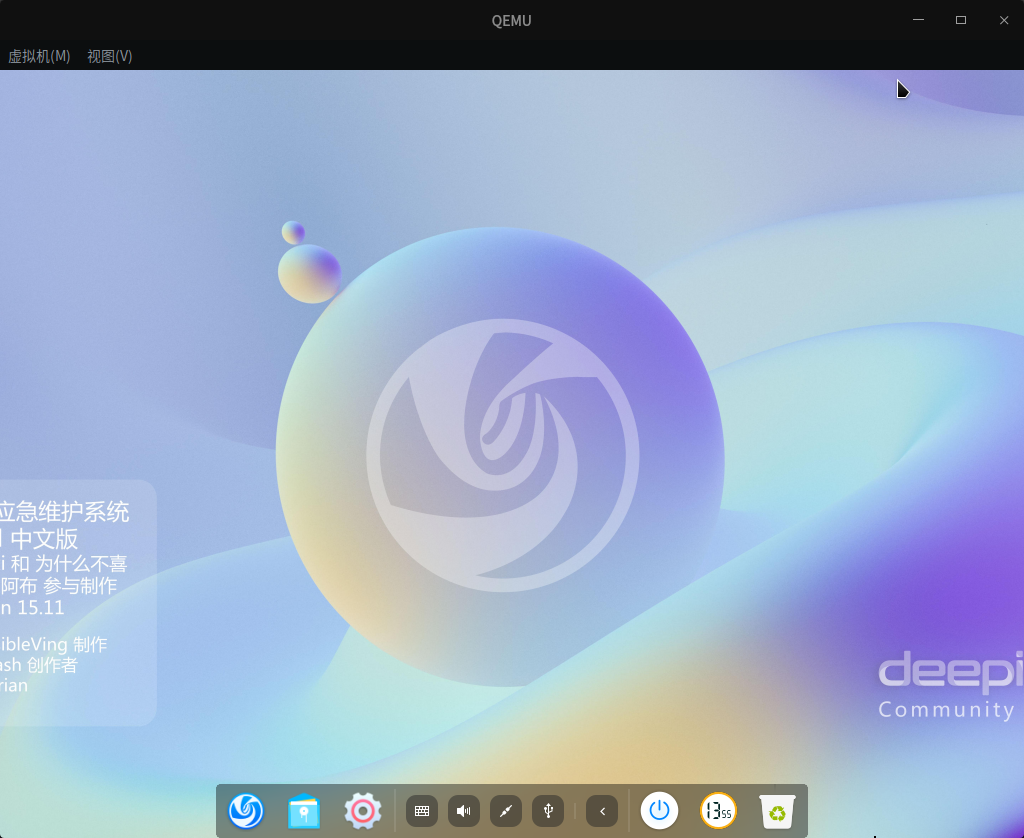 QEMU
虚拟机(M) 视图(V)
应急维护系统
中文版
i 和 为什么不喜
阿布 参与制作
n 15.11
ibleVing 制作
ash 创作者
rian
deepi
Community
13 55